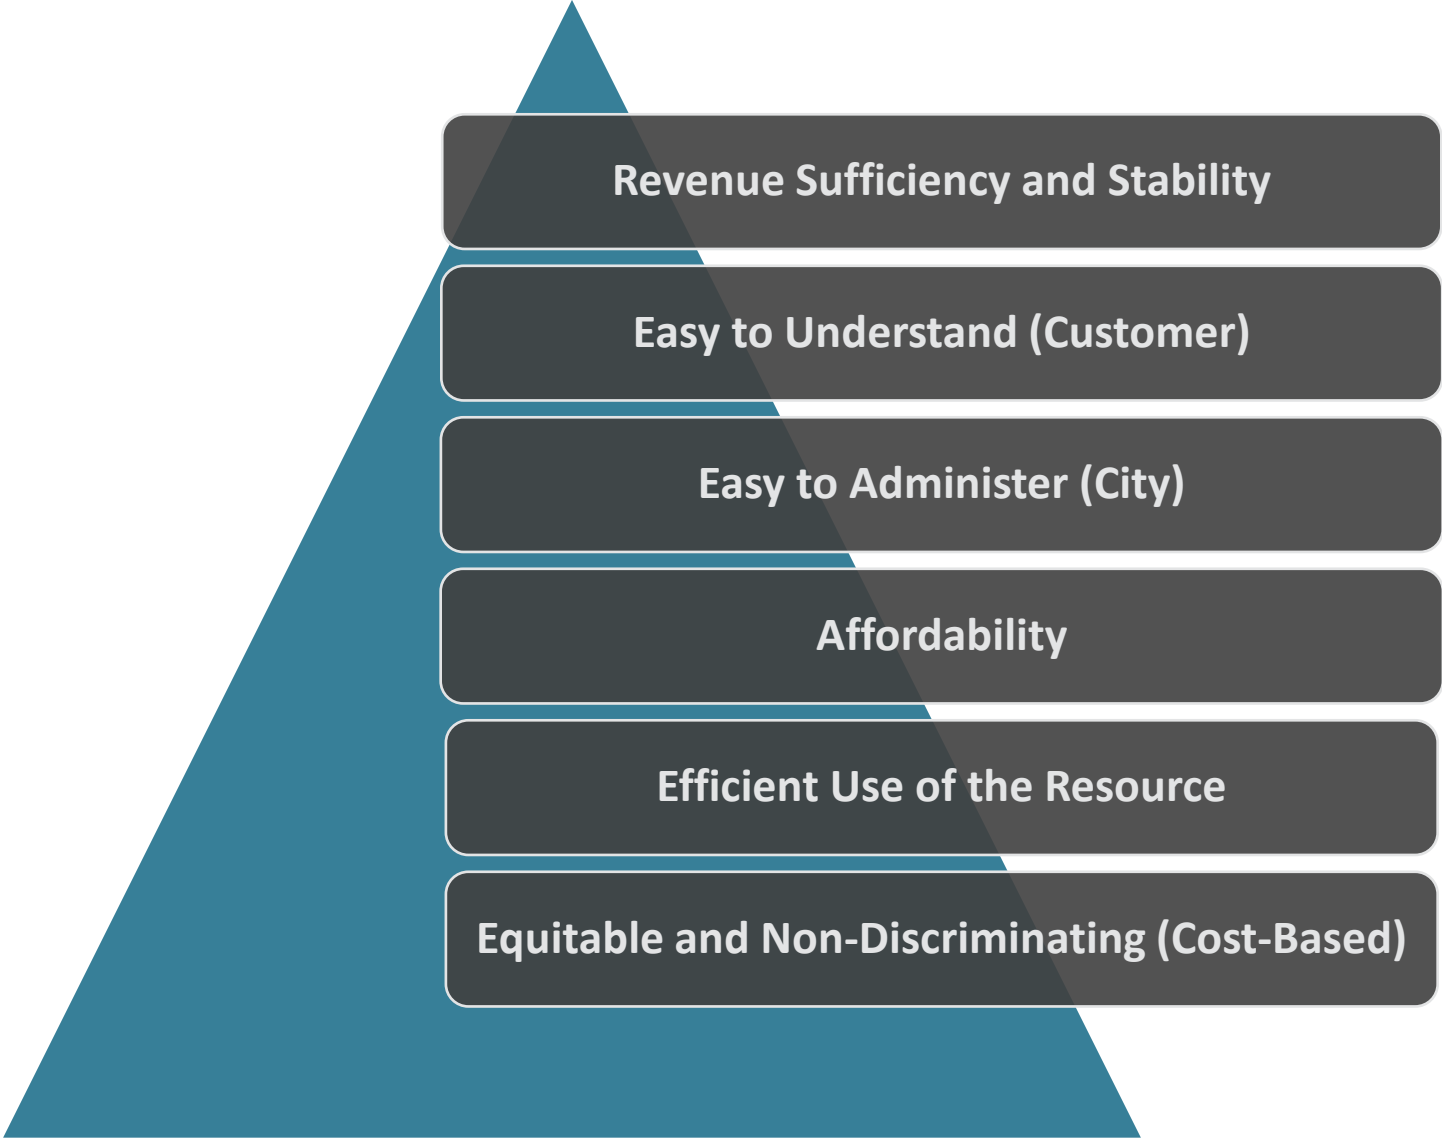 Revenue Sufficiency and Stability
Easy to Understand (Customer)
Easy to Administer (City)
Affordability
Efficient Use of the Resource
Equitable and Non-Discriminating (Cost-Based)